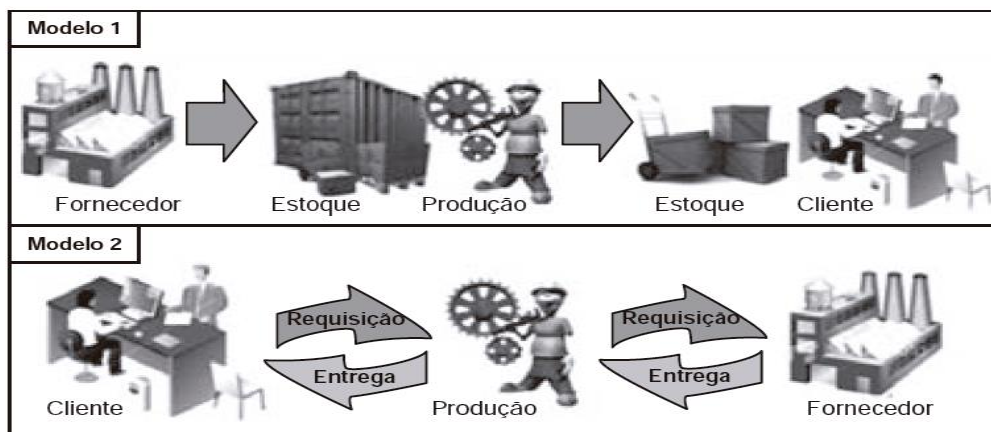 Modelo 1
Fornecedor Estoque Produção Estoque Cliente
Modelo 2
Requisição Requisição
Entrega Entrega
Cliente Produção Fornecedor